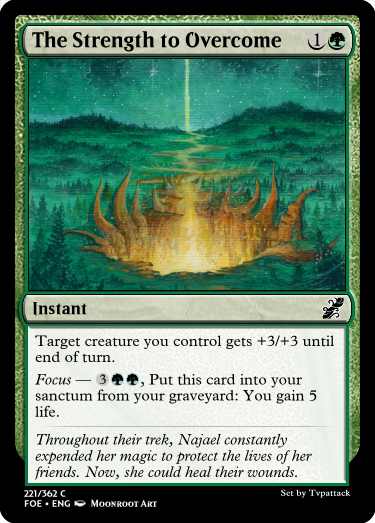 The Strength to Overcome 1
Instant
Target creature you control gets +3/+3 until
end of turn.
Focus — 3, Put this card into your
sanctum from your graveyard: You gain 5
life.
Throughout their trek, Najael constantly
expended her magic to protect the lives of her
friends. Now, she could heal their wounds.
221/362 C
Set by Tvpattack
FOE • ENG Moonroot Art